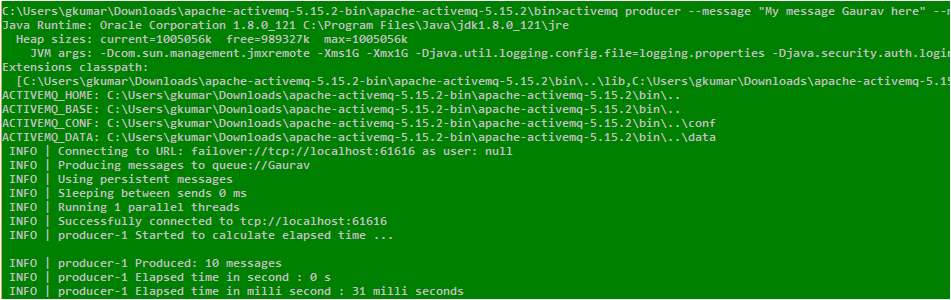 C:\Users\gkumar\Downloads\apache-activemq-5.15.2-bin\apache-activemq-5.15.2\bin>activemq producer --message "My message Gaurav here" --
Java Runtime: Oracle Corporation 1.8.0_121 C:\Program Files\Java\jdk1.8.0_121\jre
Heap sizes: current=1005056k free=989327k max=1005056k
JVM args: -Dcom.sun.management.jmxremote -Xms1G -Xmx1G -Djava.util.logging.config.file=logging.properties -Djava.security.auth.login
Extensions classpath:
[C:\Users\gkumar\Downloads\apache-activemq-5.15.2-bin\apache-activemq-5.15.2\bin\..\lib,C:\Users\gkumar\Downloads\apache-activemq-5.15
ACTIVEMQ_HOME: C:\Users\gkumar\Downloads\apache-activemq-5.15.2-bin\apache-activemq-5.15.2\bin\..
ACTIVEMQ_BASE: C:\Users\gkumar\Downloads\apache-activemq-5.15.2-bin\apache-activemq-5.15.2\bin\..
ACTIVEMQ_CONF: C:\Users\gkumar\Downloads\apache-activemq-5.15.2-bin\apache-activemq-5.15.2\bin\..\conf
ACTIVEMQ_DATA: C:\Users\gkumar\Downloads\apache-activemq-5.15.2-bin\apache-activemq-5.15.2\bin\..\data
INFO | Connecting to URL: failover://tcp://localhost:61616 as user: null
INFO | Producing messages to queue://Gaurav
INFO | Using persistent messages
INFO | Sleeping between sends 0 ms
INFO | Running 1 parallel threads
INFO | Successfully connected to tcp://localhost:61616
INFO | producer-1 Started to calculate elapsed time ...
INFO | producer-1 Produced: 10 messages
INFO | producer-1 Elapsed time in second : 0 s
INFO | producer-1 Elapsed time in milli second : 31 milli seconds